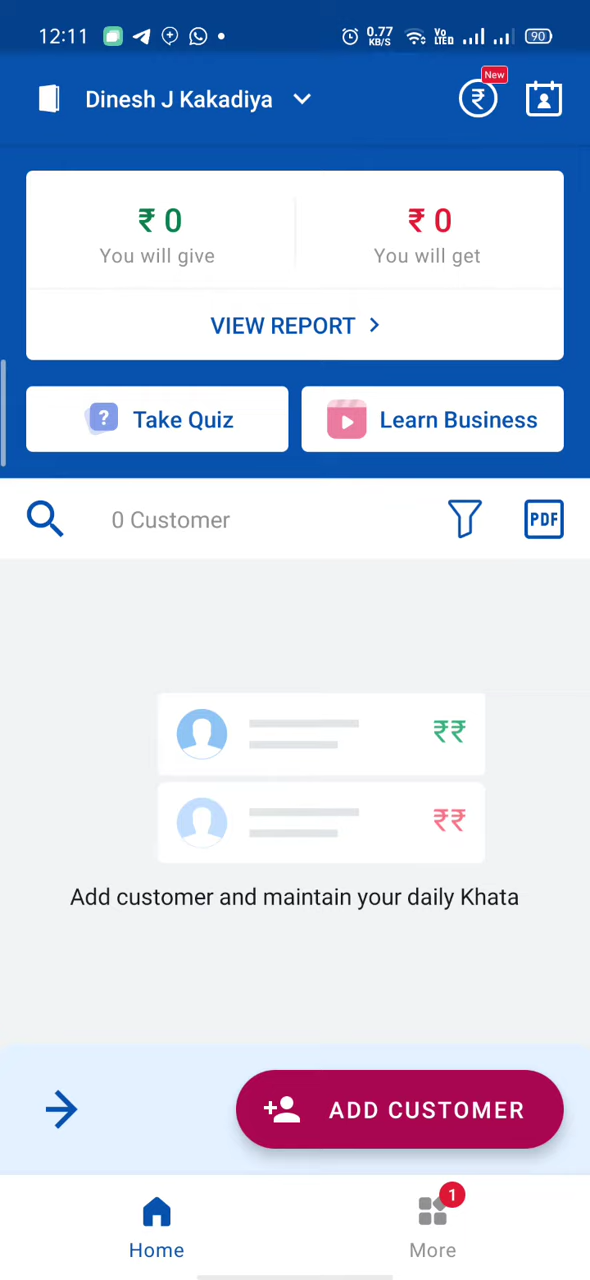 12:11 0.77 KB/S VO LTED 90
New
Dinesh J Kakadiya
₹ 0 ₹ 0
You will give You will get
VIEW REPORT >
? Take Quiz Learn Business
0 Customer PDF
₹₹
₹₹
Add customer and maintain your daily Khata
ADD CUSTOMER
1
Home More